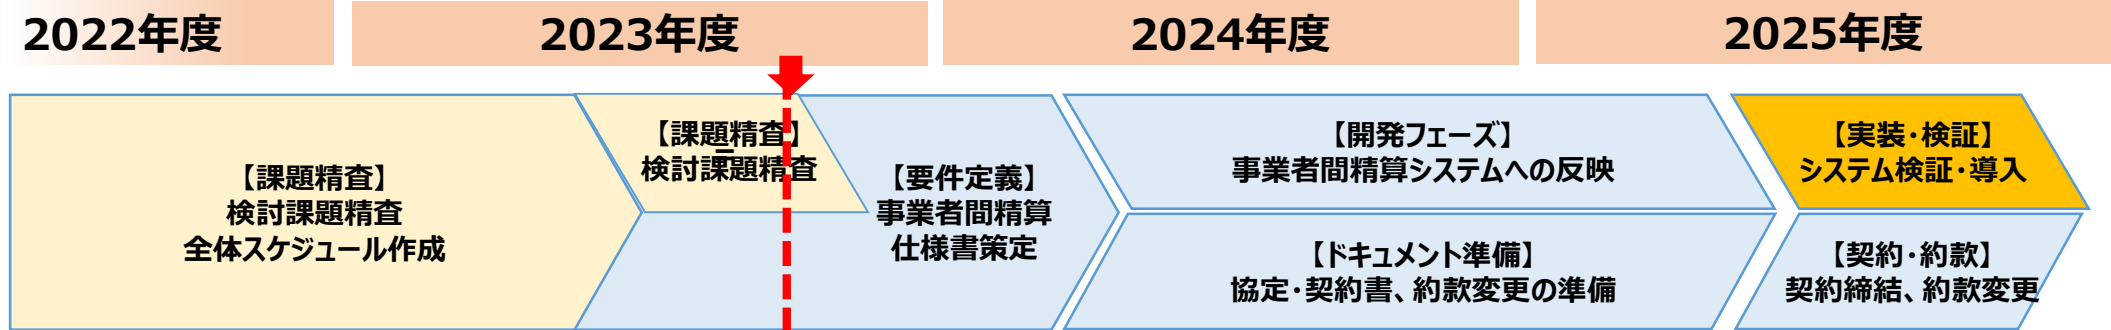 2022年度
2023年度
2024年度
2025年度
【課題精査】
検討課題精査
全体スケジュール作成
【課題精査】
検討課題精査
【要件定義】
事業者間精算
仕様書策定
【開発フェーズ】
事業者間精算システムへの反映
【ドキュメント準備】
協定・契約書、約款変更の準備
【実装・検証】
システム検証・導入
【契約・約款】
契約締結、約款変更